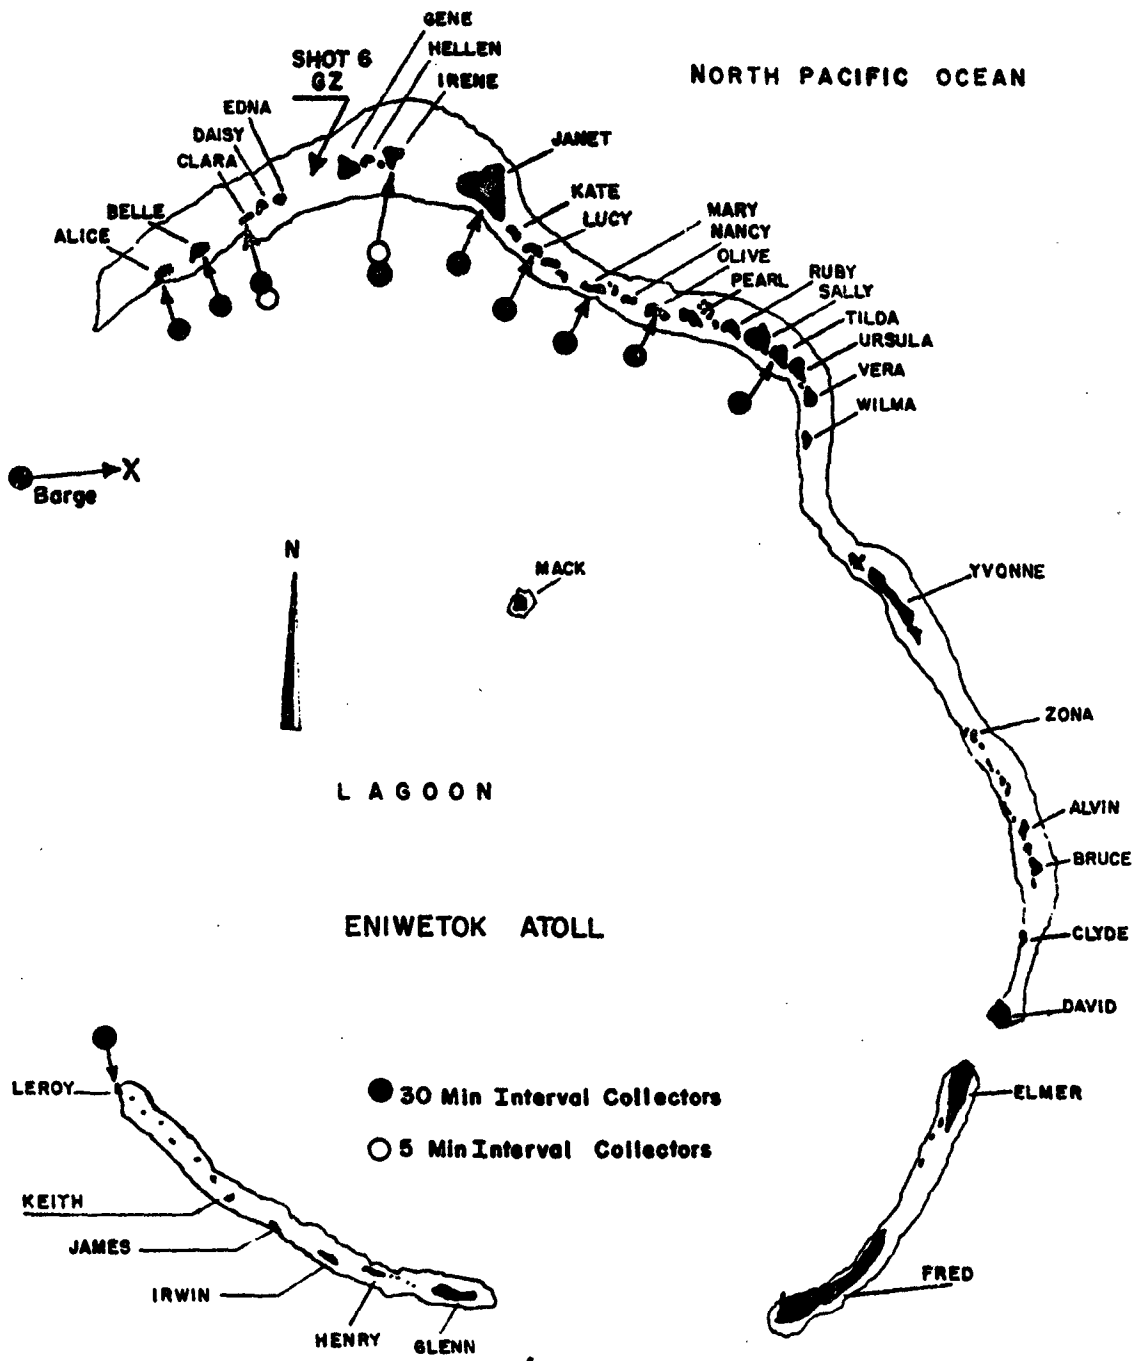 GENE
HELLEN
SHOT 6
GZ
IRENE
NORTH PACIFIC OCEAN
EDNA
DAISY
CLARA
JANET
KATE
LUCY
BELLE
ALICE
MARY
NANCY
OLIVE
PEARL
RUBY
SALLY
TILDA
URSULA
VERA
WILMA
X
Barge
N
MACK
YVONNE
ZONA
LAGOON
ALVIN
BRUCE
ENIWETOK ATOLL
CLYDE
DAVID
LEROY
30 Min Interval Collectors
ELMER
5 Min Interval Collectors
KEITH
JAMES
IRWIN
FRED
HENRY
GLENN